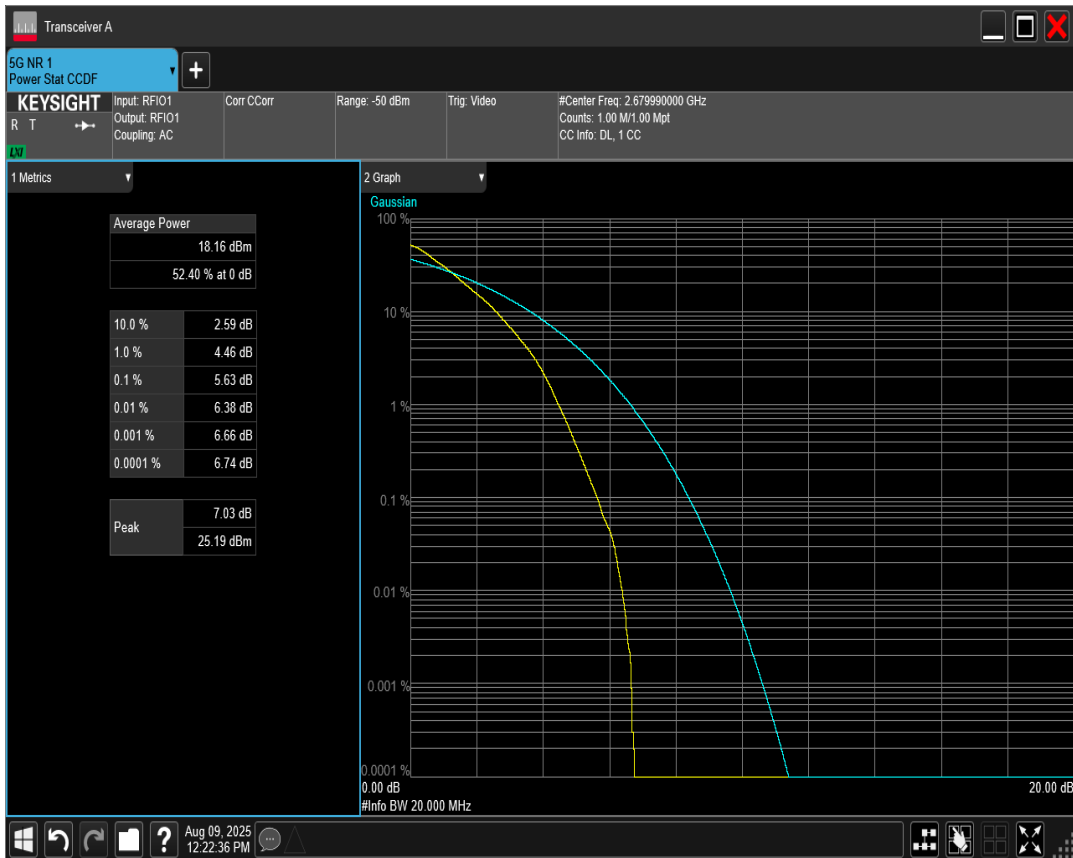 Transceiver A
5G NR 1
Power Stat CCDF
KEYSIGHT
R T
LXI
Input: RFIO1
Output: RFIO1
Coupling: AC
Corr CCorr
Range: -50 dBm
Trig: Video
#Center Freq: 2.679990000 GHz
Counts: 1.00 M/1.00 Mpt
CC Info: DL, 1 CC
1 Metrics
Average Power
18.16 dBm
52.40 % at 0 dB
10.0 % 2.59 dB
1.0 % 4.46 dB
0.1 % 5.63 dB
0.01 % 6.38 dB
0.001 % 6.66 dB
0.0001 % 6.74 dB
Peak 7.03 dB
25.19 dBm
2 Graph
Gaussian
100 %
10 %
1 %
0.1 %
0.01 %
0.001 %
0.0001 %
0.00 dB 20.00 dB
#Info BW 20.000 MHz
Aug 09, 2025
12:22:36 PM